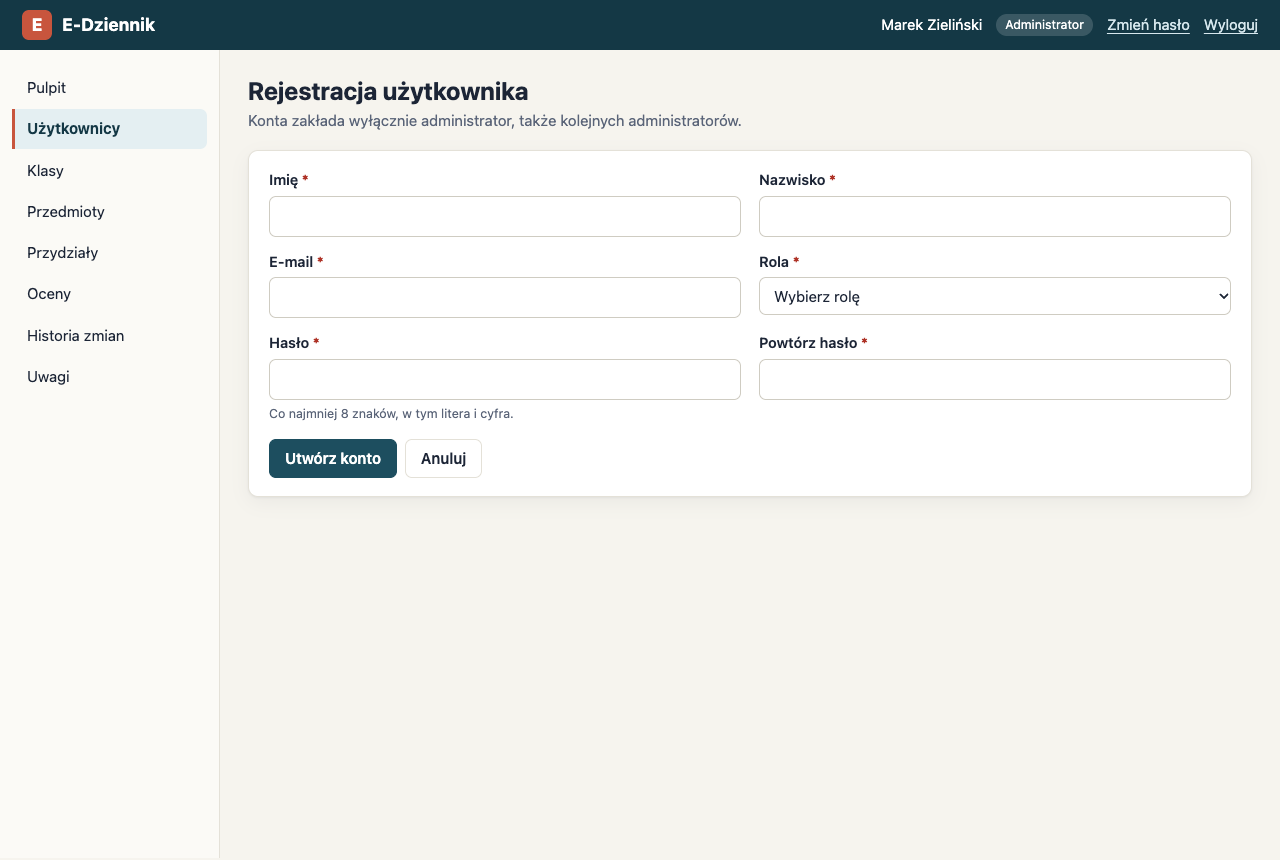 E E-Dziennik
Marek Zieliński Administrator Zmień hasło Wyloguj
Pulpit
Użytkownicy
Klasy
Przedmioty
Przydziały
Oceny
Historia zmian
Uwagi
Rejestracja użytkownika
Konta zakłada wyłącznie administrator, także kolejnych administratorów.
Imię *
Nazwisko *
E-mail *
Rola *
Wybierz rolę
Hasło *
Powtórz hasło *
Co najmniej 8 znaków, w tym litera i cyfra.
Utwórz konto Anuluj